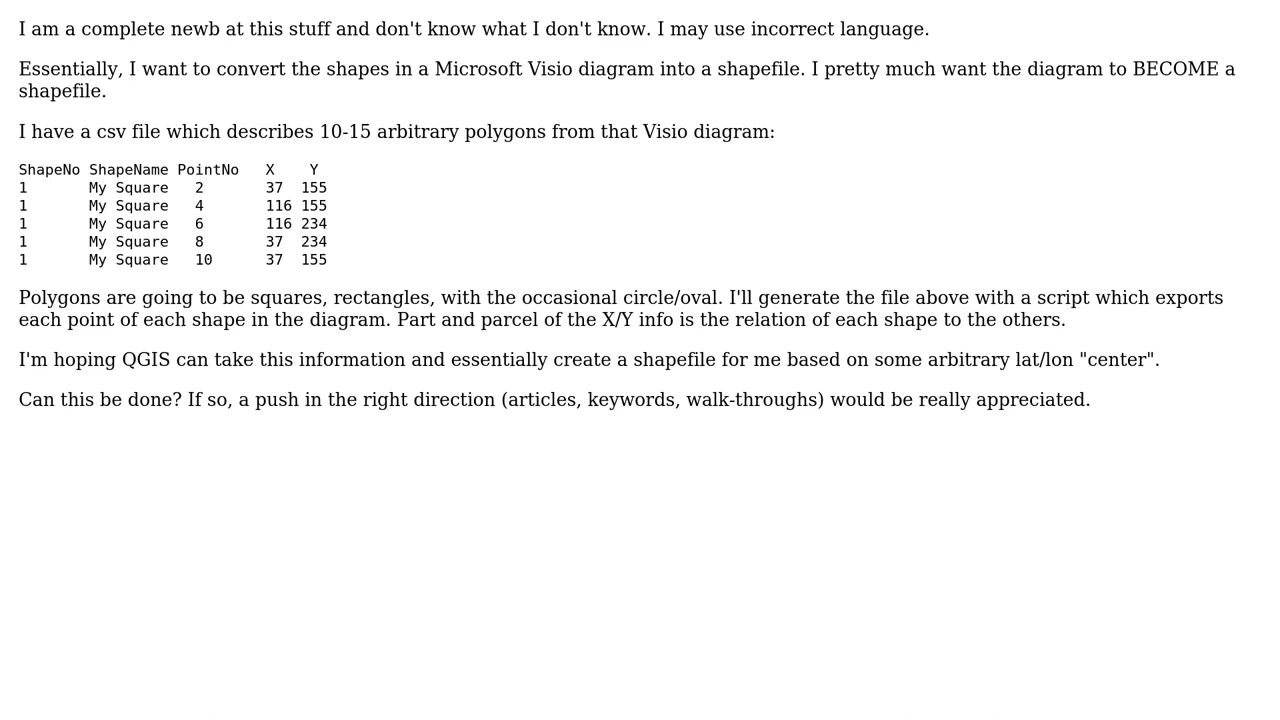 I am a complete newb at this stuff and don't know what I don't know. I may use incorrect language.
Essentially, I want to convert the shapes in a Microsoft Visio diagram into a shapefile. I pretty much want the diagram to BECOME a
shapefile.
I have a csv file which describes 10-15 arbitrary polygons from that Visio diagram:
ShapeNo ShapeName PointNo   X    Y
1       My Square   2       37  155
1       My Square   4       116 155
1       My Square   6       116 234
1       My Square   8       37  234
1       My Square   10      37  155
Polygons are going to be squares, rectangles, with the occasional circle/oval. I'll generate the file above with a script which exports
each point of each shape in the diagram. Part and parcel of the X/Y info is the relation of each shape to the others.
I'm hoping QGIS can take this information and essentially create a shapefile for me based on some arbitrary lat/lon "center".
Can this be done? If so, a push in the right direction (articles, keywords, walk-throughs) would be really appreciated.